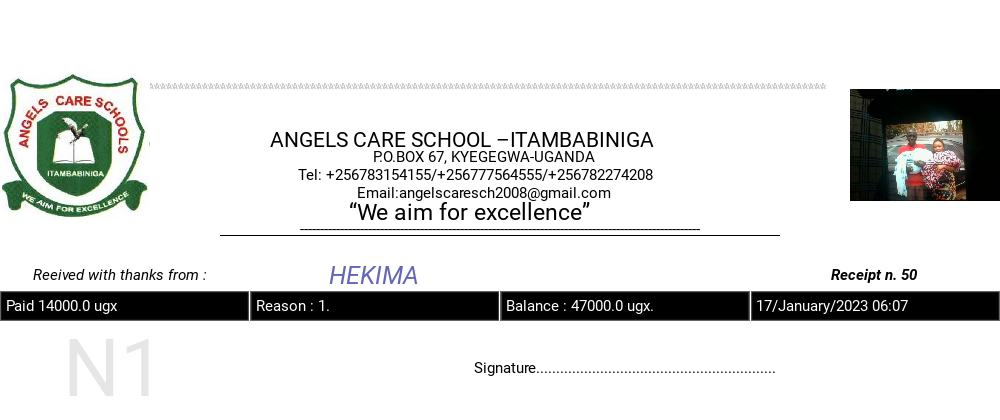 ANGELS CARE SCHOOLS
ITAMBABINIGA
WE AIM FOR EXCELLENCE
ANGELS CARE SCHOOL –ITAMBABINIGA
P.O.BOX 67, KYEGEGWA-UGANDA
Tel: +256783154155/+256777564555/+256782274208
Email:angelscaresch2008@gmail.com
“We aim for excellence”
Reeived with thanks from : HEKIMA Receipt n. 50
Paid 14000.0 ugx Reason : 1. Balance : 47000.0 ugx. 17/January/2023 06:07
N1
Signature............................................................